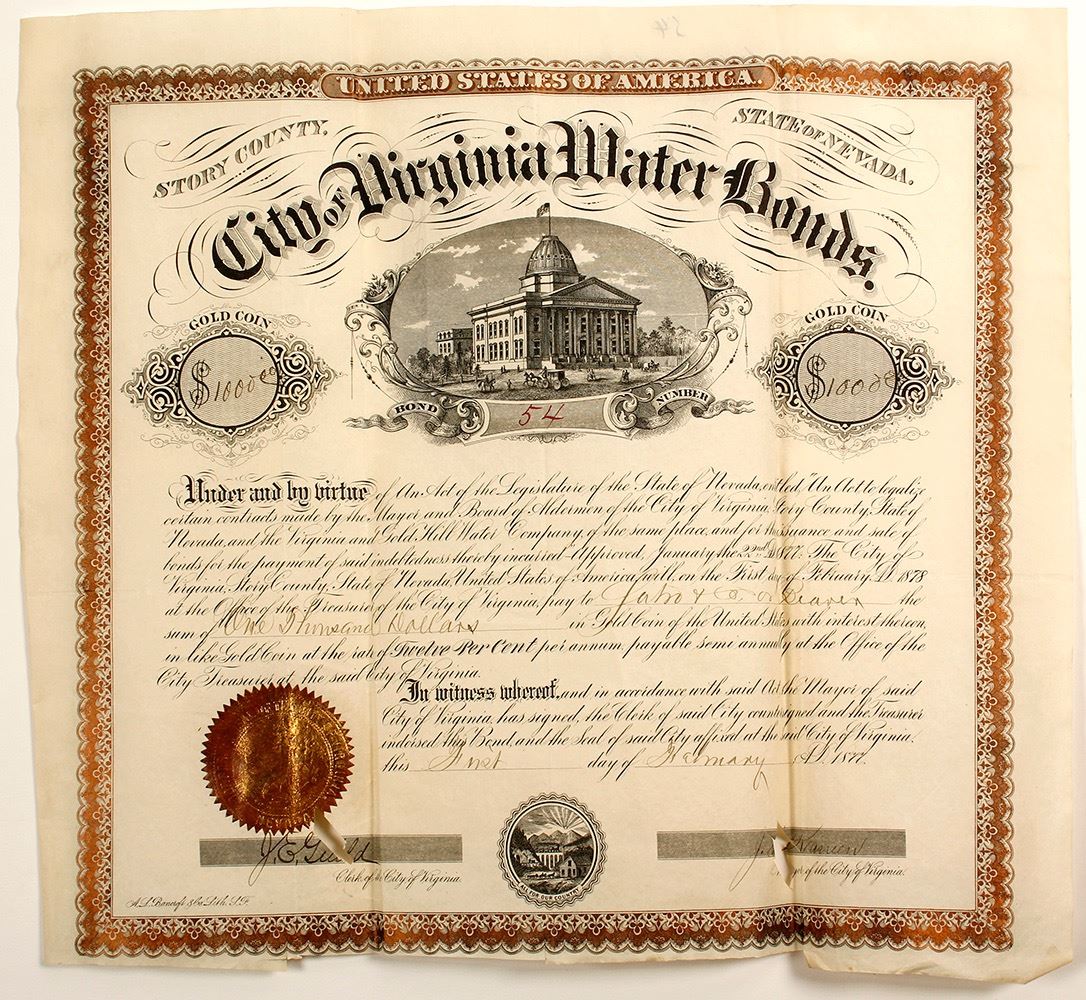 UNITED STATES OF AMERICA.
STORY COUNTY.
STATE OF NEVADA.
City of Virginia Water Bonds.
GOLD COIN
$1000 00
GOLD COIN
$1000 00
BOND
54
NUMBER
Under and by virtue of An Act of the Legislature of the State of Nevada, entitled, "An Act to legalize
certain contracts made by the Mayor and Board of Aldermen of the City of Virginia, Story County, State of
Nevada, and the Virginia and Gold Hill Water Company, of the same place, and for the issuance and sale of
bonds for the payment of said indebtedness thereby incurred. Approved, January the 22nd 1877. The City of
Virginia, Story County, State of Nevada, United States of America, will, on the First day of February A.D. 1878
at the Office of the Treasurer of the City of Virginia, pay to the
sum of One Thousand Dollars in Gold Coin of the United States with interest thereon,
in like Gold Coin at the rate of Twelve Per Cent per annum, payable semi annually at the Office of the
City Treasurer of the said City of Virginia.
In witness whereof, and in accordance with said Act the Mayor of said
City of Virginia, has signed, the Clerk of said City countersigned and the Treasurer
indorsed this Bond, and the Seal of said City affixed at the said City of Virginia,
this First day of February A.D. 1877.
J. E. Guild
Clerk of the City of Virginia.
ALL FOR OUR COUNTRY
of the City of Virginia.
A. L. Bancroft & Co. Lith. S.F.